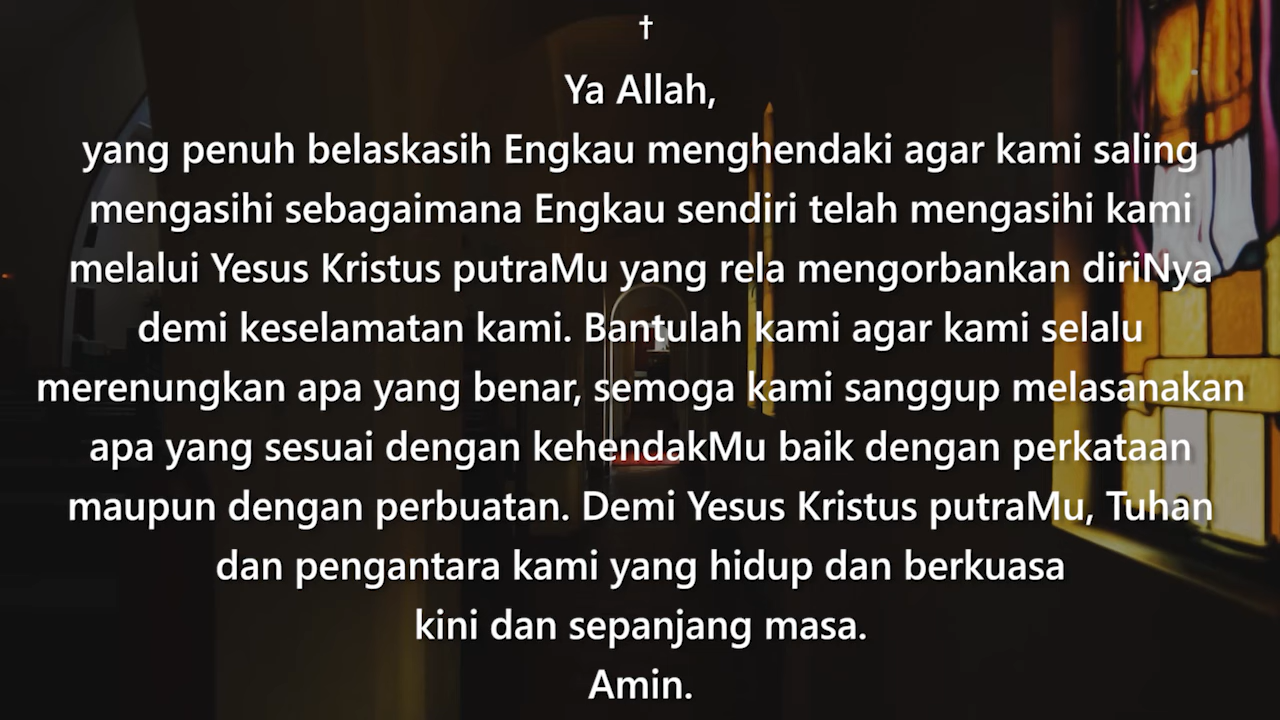 †
Ya Allah,
yang penuh belaskasih Engkau menghendaki agar kami saling
mengasihi sebagaimana Engkau sendiri telah mengasihi kami
melalui Yesus Kristus putraMu yang rela mengorbankan diriNya
demi keselamatan kami. Bantulah kami agar kami selalu
merenungkan apa yang benar, semoga kami sanggup melasanakan
apa yang sesuai dengan kehendakMu baik dengan perkataan
maupun dengan perbuatan. Demi Yesus Kristus putraMu, Tuhan
dan pengantara kami yang hidup dan berkuasa
kini dan sepanjang masa.
Amin.